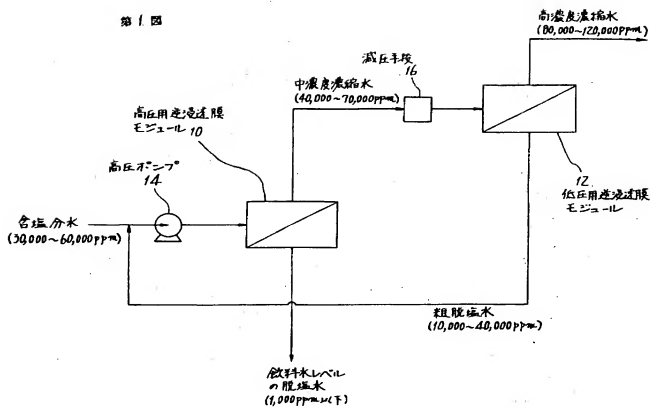 第1図
高濃度濃縮水
(80,000~120,000ppm)
減圧手段
16
中濃度濃縮水
(40,000~70,000ppm)
高圧用逆浸透膜
モジュール 10
高圧ポンプ
14
12
低圧用逆浸透膜
モジュール
含塩分水
(30,000~60,000ppm)
粗脱塩水
(10,000~40,000ppm)
飲料水レベル
の脱塩水
(1,000ppm以下)